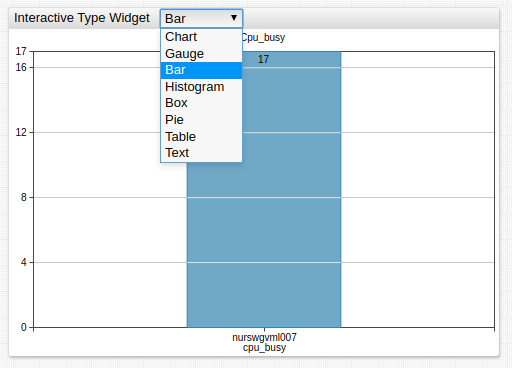 Interactive Type Widget Bar ▼
Cpu_busy
Chart
Gauge
Bar
Histogram
Box
Pie
Table
Text
17
17
16
12
8
4
0
nurswgvml007
cpu_busy